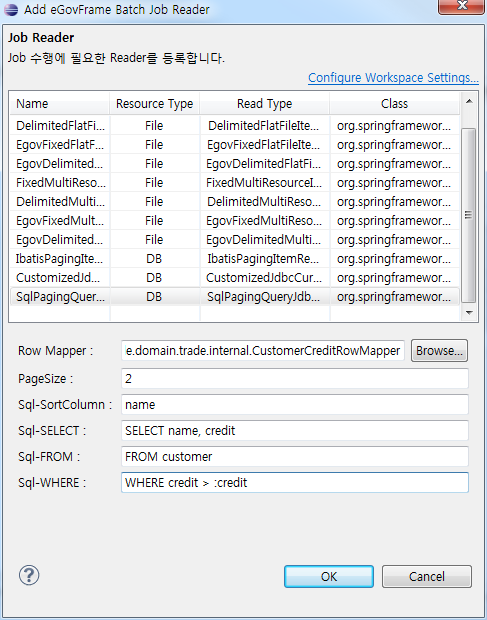 Add eGovFrame Batch Job Reader
Job Reader
Job 수행에 필요한 Reader를 등록합니다.
Configure Workspace Settings...
Name Resource Type Read Type Class
DelimitedFlatFi... File DelimitedFlatFileIte... org.springframewor...
EgovFixedFlatF... File EgovFixedFlatFileIte... org.springframewor...
EgovDelimited... File EgovDelimitedFlatFi... org.springframewor...
FixedMultiReso... File FixedMultiResourceI... org.springframewor...
DelimitedMulti... File DelimitedMultiReso... org.springframewor...
EgovFixedMult... File EgovFixedMultiReso... org.springframewor...
EgovDelimited... File EgovDelimitedMulti... org.springframewor...
IbatisPagingIte... DB IbatisPagingItemRe... org.springframewor...
CustomizedJd... DB CustomizedJdbcCur... org.springframewor...
SqlPagingQuer... DB SqlPagingQueryJdb... org.springframewor...
Row Mapper : e.domain.trade.internal.CustomerCreditRowMapper Browse...
PageSize : 2
Sql-SortColumn : name
Sql-SELECT : SELECT name, credit
Sql-FROM : FROM customer
Sql-WHERE : WHERE credit > :credit
? OK Cancel